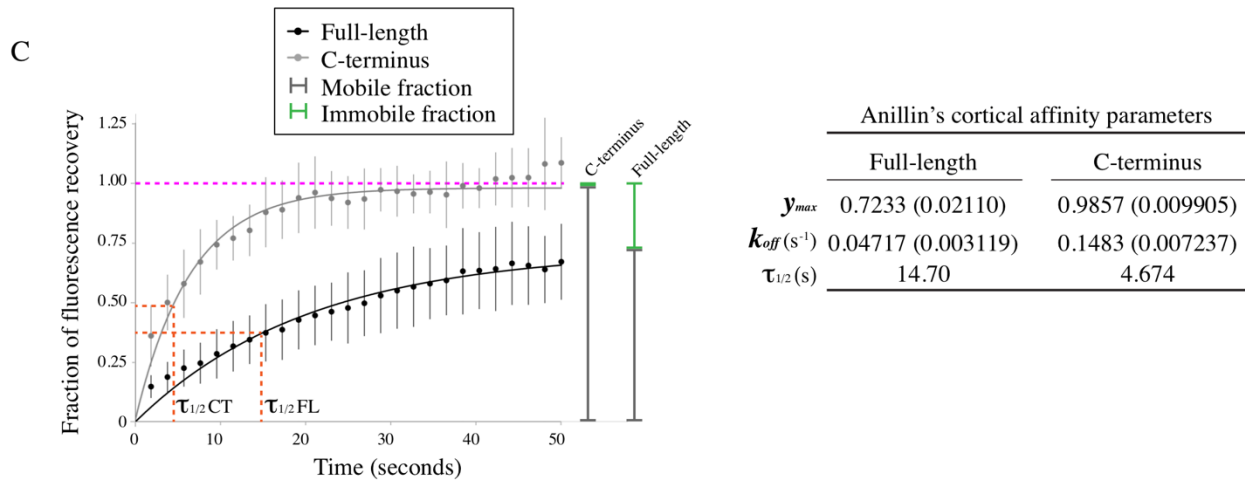 C
Full-length
C-terminus
Mobile fraction
Immobile fraction
Fraction of fluorescence recovery
1.25
1.00
0.75
0.50
0.25
0
τ1/2 CT
τ1/2 FL
0
10
20
30
40
50
Time (seconds)
C-terminus
Full-length
Anillin's cortical affinity parameters
Full-length C-terminus
ymax 0.7233 (0.02110) 0.9857 (0.009905)
koff (s-1) 0.04717 (0.003119) 0.1483 (0.007237)
τ1/2 (s) 14.70 4.674